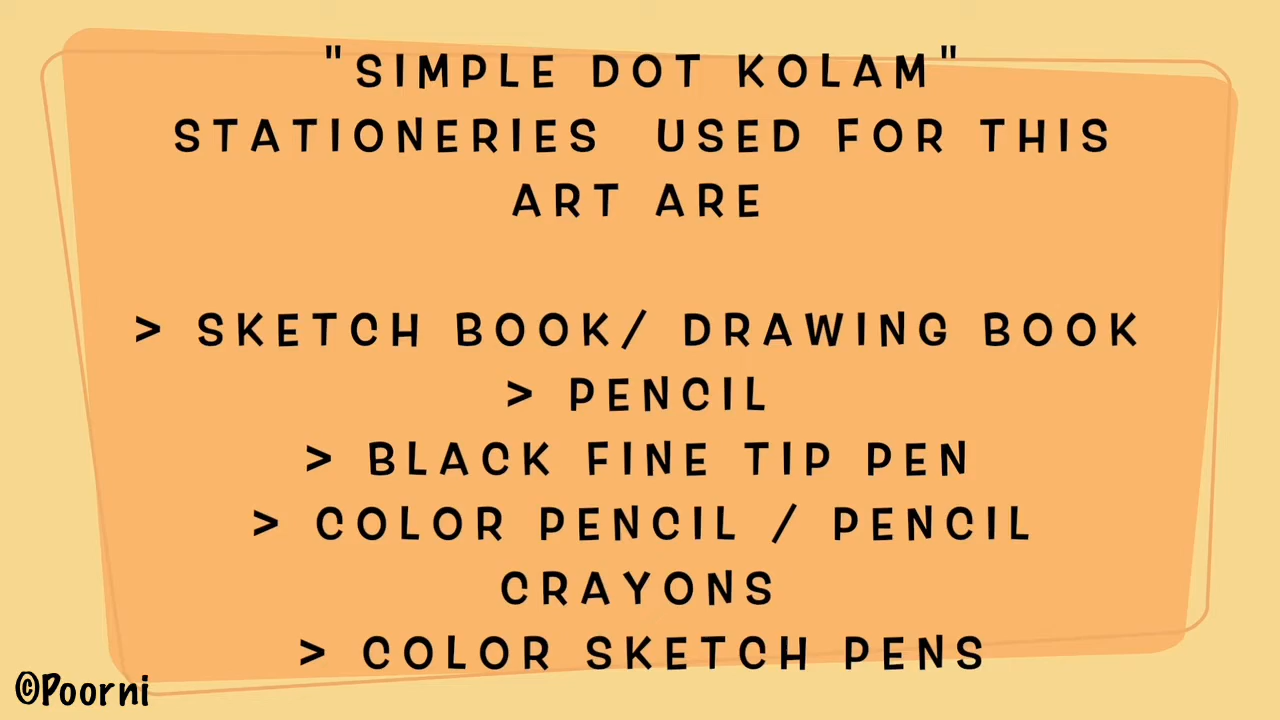 "SIMPLE DOT KOLAM"
STATIONERIES USED FOR THIS
ART ARE
> SKETCH BOOK/ DRAWING BOOK
> PENCIL
> BLACK FINE TIP PEN
> COLOR PENCIL / PENCIL
CRAYONS
> COLOR SKETCH PENS
©Poorni